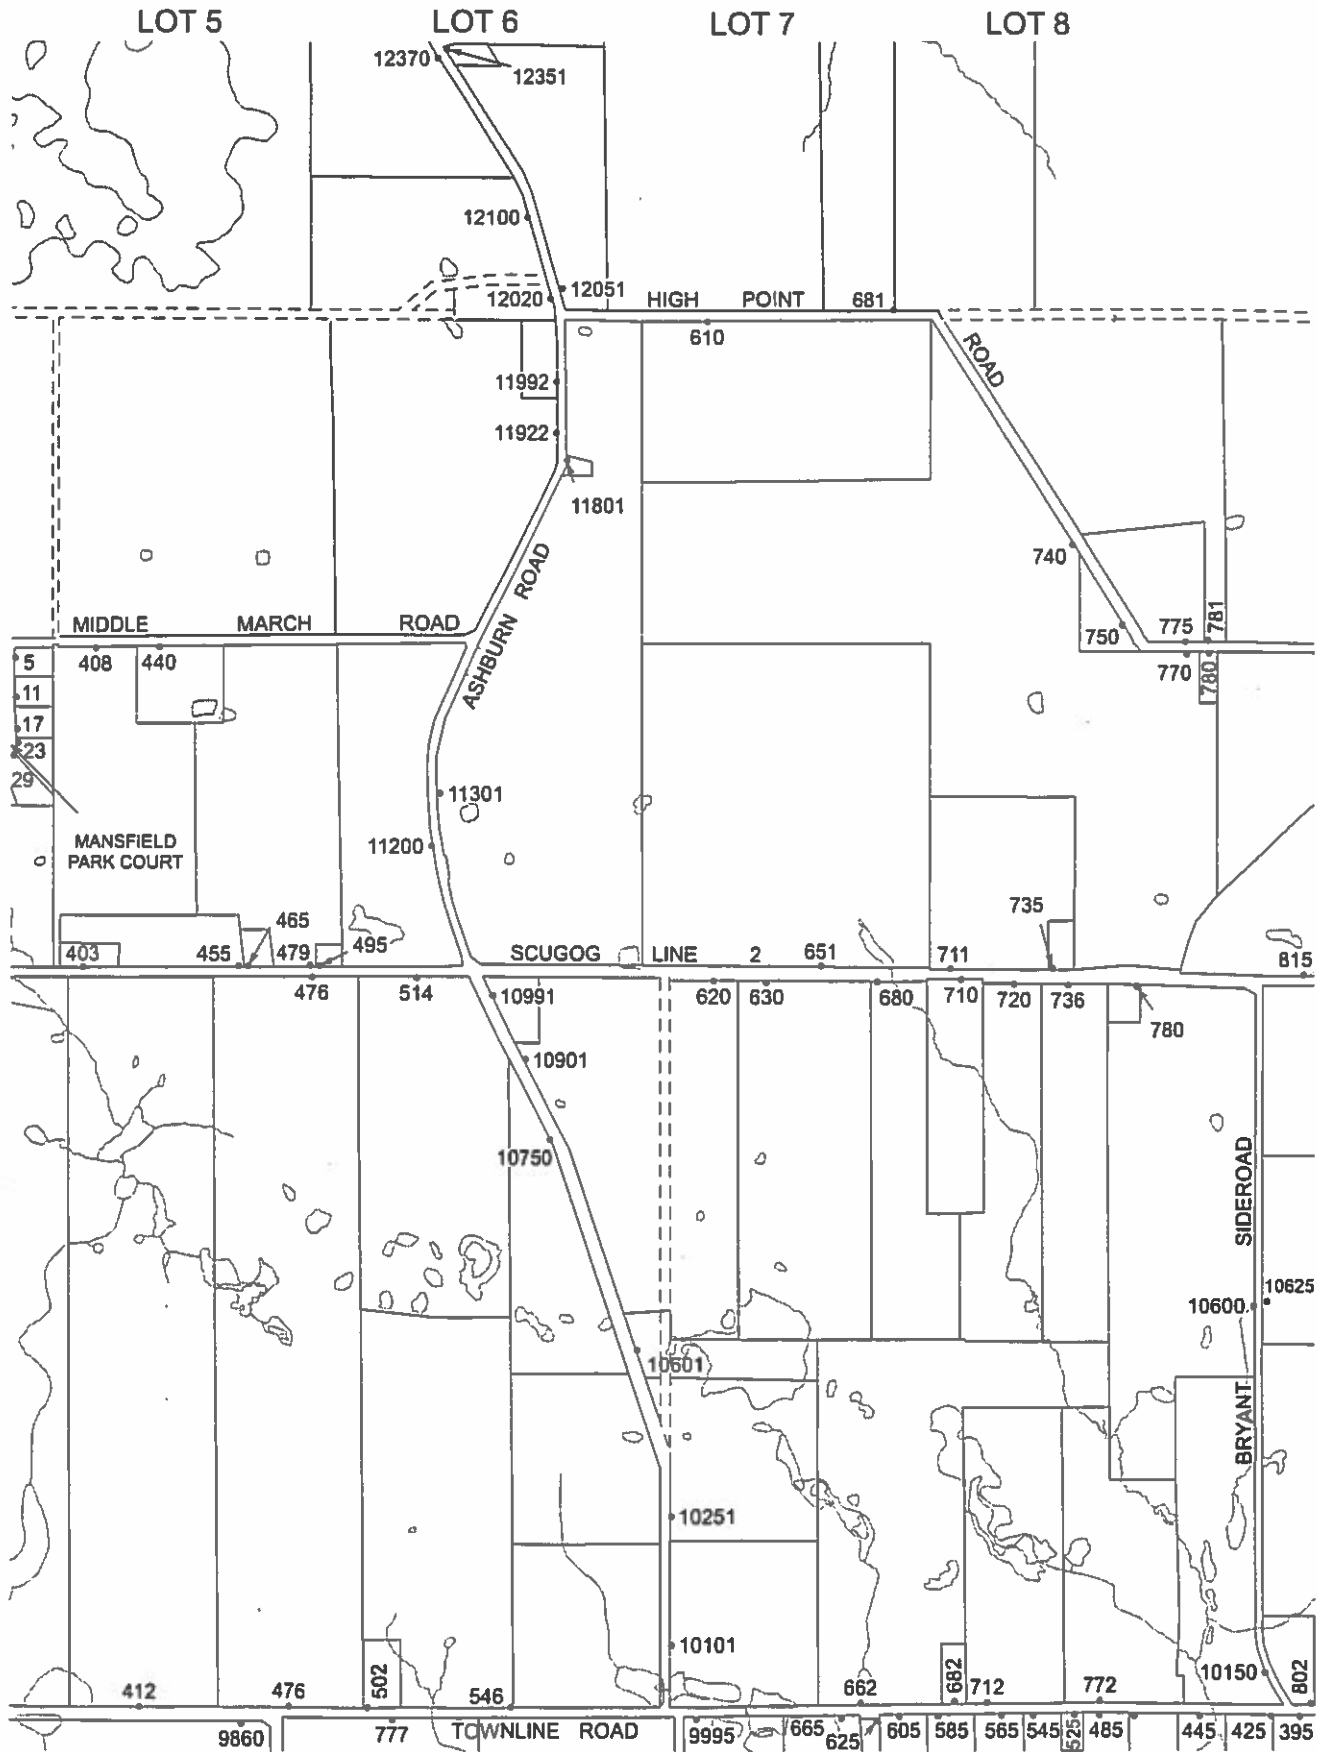 LOT 5 LOT 6 LOT 7 LOT 8
12370
12351
12100
12051
12020
HIGH POINT 681
610
ROAD
11992
11922
11801
740
ASHBURN ROAD
MIDDLE MARCH ROAD
750 775 781
5 408 440
770 780
11
17
23
29
11301
MANSFIELD
PARK COURT
11200
465
735
403 455 479 495
SCUGOG LINE 2 651 711
815
476 514 10991
620 630 680 710 720 736
780
10901
10750
SIDEROAD
10625
10600
10601
BRYANT
10251
10101
10150
802
412 476 502 546
662 682 712 772
9860 777 TOWNLINE ROAD 9995 665 625 605 585 565 545 525 485 445 425 395